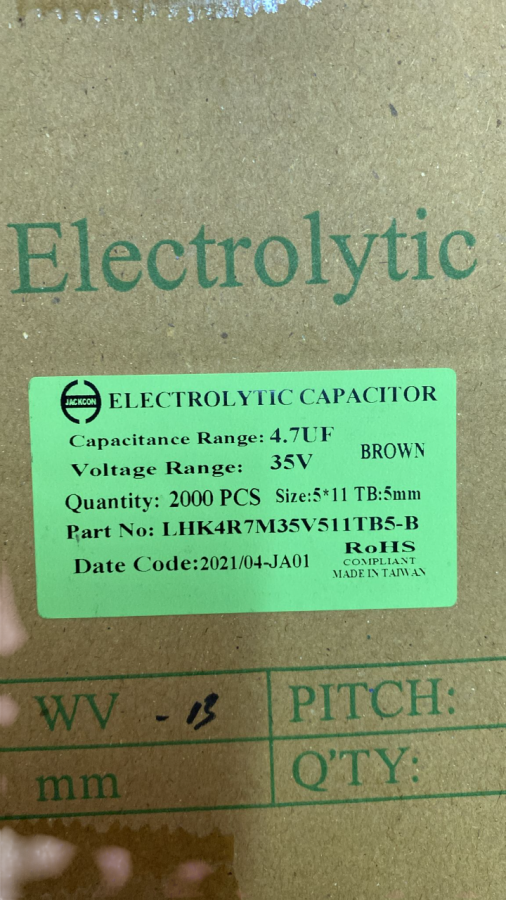 Electrolytic
JACKCON ELECTROLYTIC CAPACITOR
Capacitance Range: 4.7UF
Voltage Range: 35V BROWN
Quantity: 2000 PCS Size:5*11 TB:5mm
Part No: LHK4R7M35V511TB5-B
Date Code:2021/04-JA01
RoHS
COMPLIANT
MADE IN TAIWAN
WV PITCH:
mm Q'TY: